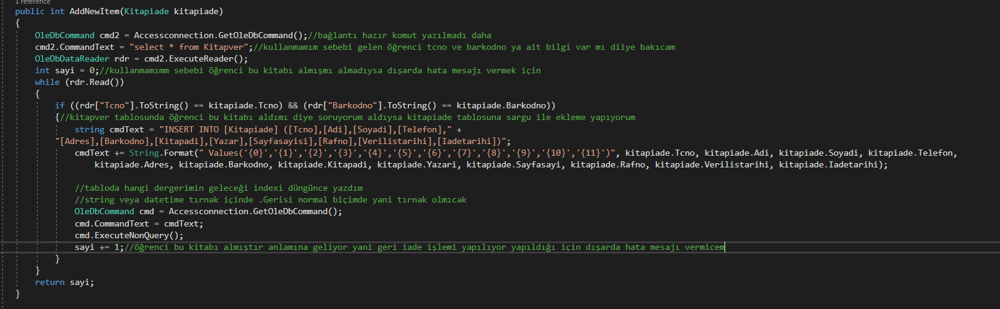 1 reference
public int AddNewItem(Kitapiade kitapiade)
{
OleDbCommand cmd2 = Accessconnection.GetOleDbCommand();//bağlantı hazır komut yazılmadı daha
cmd2.CommandText = "select * from Kitapver";//kullanmamım sebebi gelen öğrenci tcno ve barkodno ya ait bilgi var mı diiye bakıcam
OleDbDataReader rdr = cmd2.ExecuteReader();
int sayi = 0;//kullanmamımm sebebi öğrenci bu kitabı almışmı almadıysa dışarda hata mesajı vermek için
while (rdr.Read())
{
if ((rdr["Tcno"].ToString() == kitapiade.Tcno) && (rdr["Barkodno"].ToString() == kitapiade.Barkodno))
{//kitapver tablosunda öğrenci bu kitabı aldımı diye soruyorum aldıysa kitapiade tablosuna sargu ile ekleme yapıyorum
string cmdText = "INSERT INTO [Kitapiade] ([Tcno],[Adi],[Soyadi],[Telefon]," +
"[Adres],[Barkodno],[Kitapadi],[Yazar],[Sayfasayisi],[Rafno],[Verilistarihi],[Iadetarihi])";
cmdText += String.Format(" Values('{0}','{1}','{2}','{3}','{4}','{5}','{6}','{7}','{8}','{9}','{10}','{11}')", kitapiade.Tcno, kitapiade.Adi, kitapiade.Soyadi, kitapiade.Telefon,
kitapiade.Adres, kitapiade.Barkodno, kitapiade.Kitapadi, kitapiade.Yazari, kitapiade.Sayfasayi, kitapiade.Rafno, kitapiade.Verilistarihi, kitapiade.Iadetarihi);
//tabloda hangi dergerimin geleceği indexi düngünce yazdım
//string veya datetime tırnak içinde .Gerisi normal biçimde yani tırnak olmıcak
OleDbCommand cmd = Accessconnection.GetOleDbCommand();
cmd.CommandText = cmdText;
cmd.ExecuteNonQuery();
sayi += 1;//öğrenci bu kitabı almıştır anlamına geliyor yani geri iade işlemi yapılıyor yapıldığı için dışarda hata mesajı vermicem
}
}
return sayi;
}